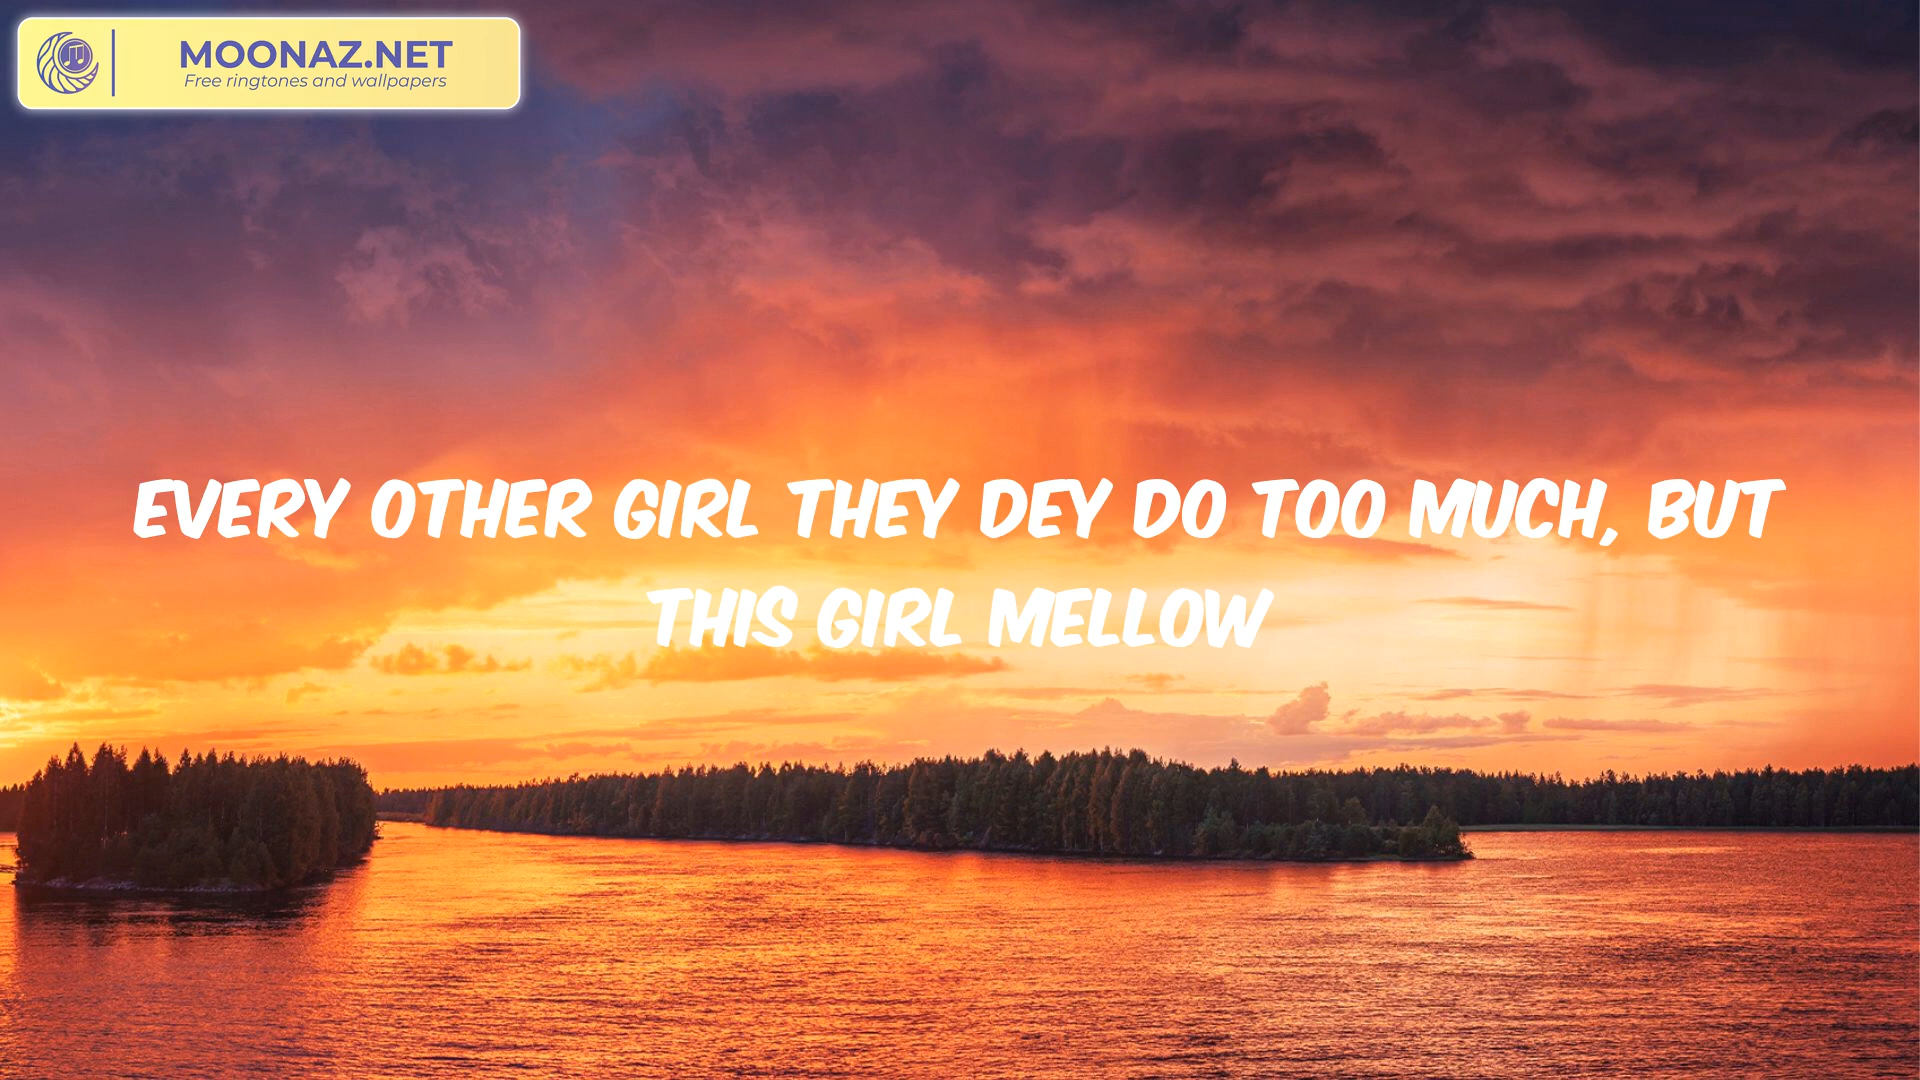 MOONAZ.NET
Free ringtones and wallpapers
EVERY OTHER GIRL THEY DEY DO TOO MUCH, BUT
THIS GIRL MELLOW